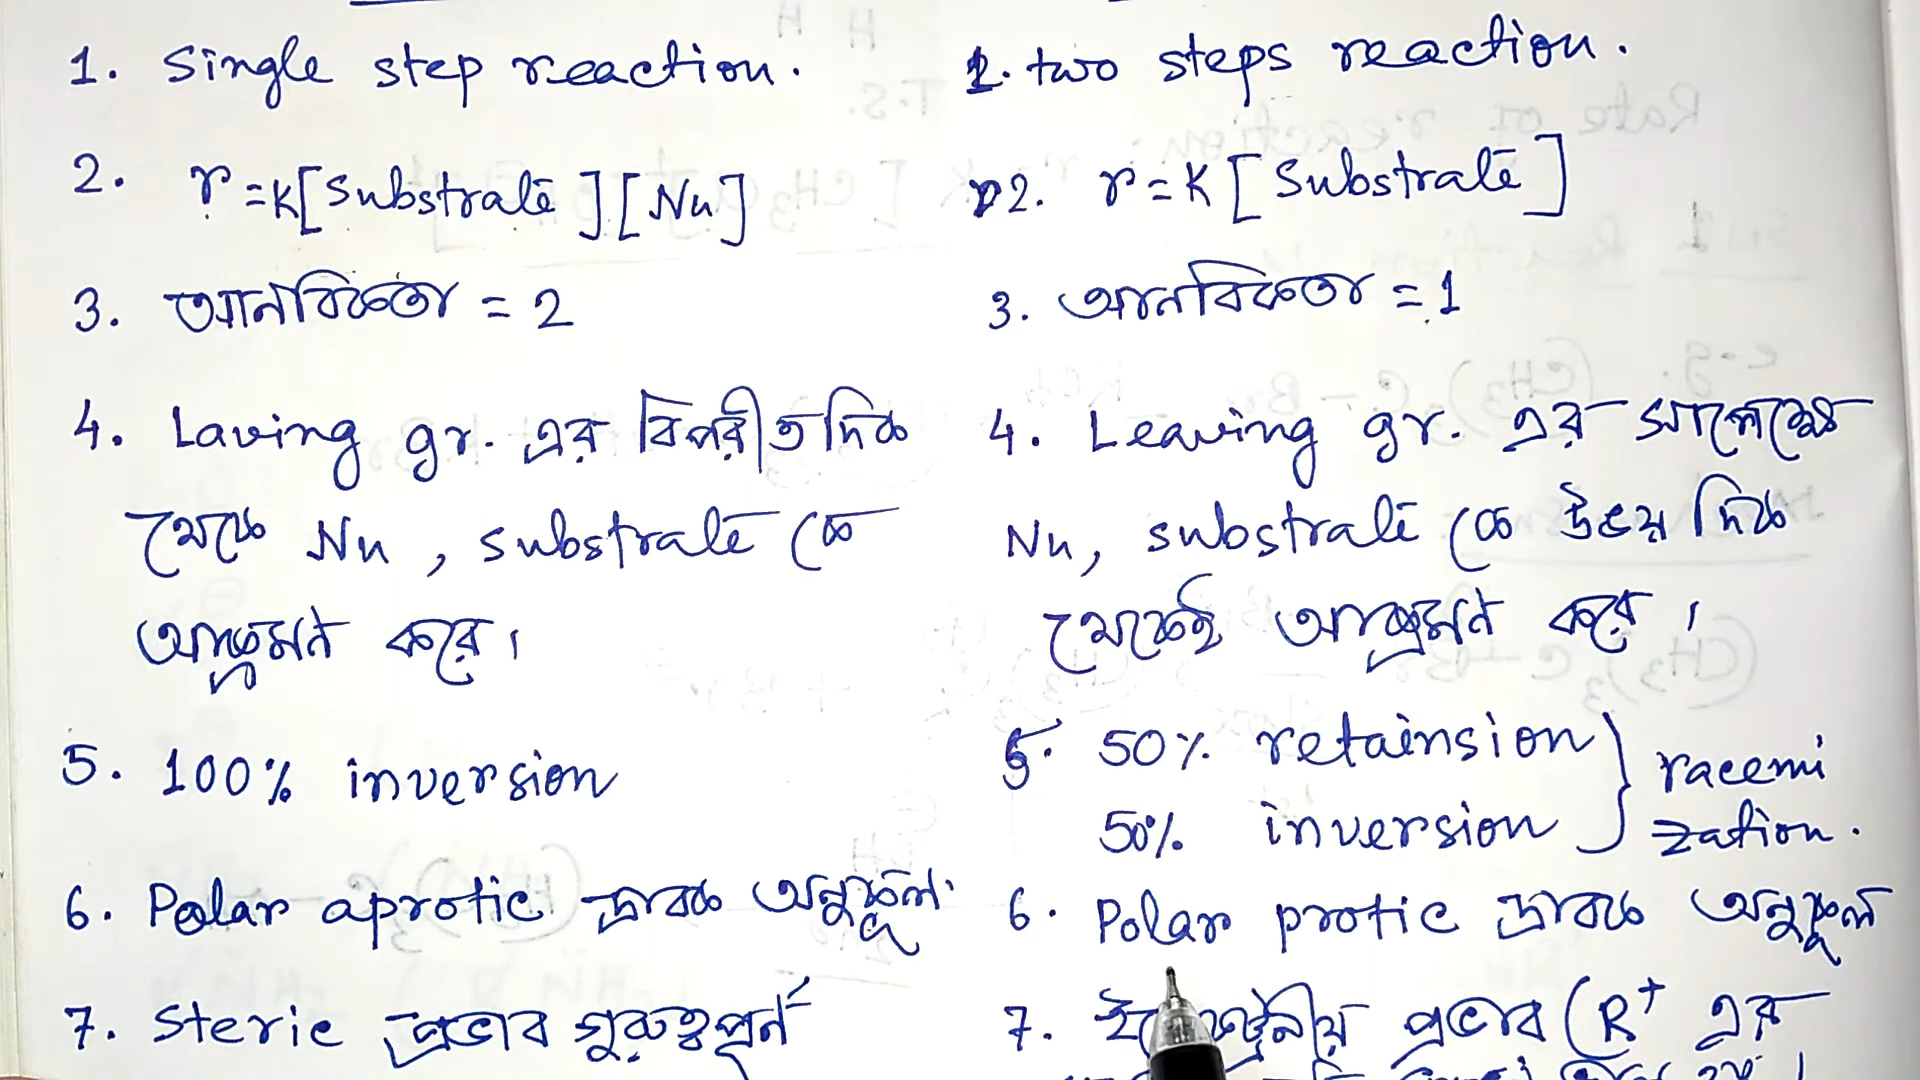 1. Single step reaction.
2. r = K[Substrate][Nu]
3. আনবিকতা = 2
4. Laving gr. এর বিপরীত দিক
থেকে Nu, substrate কে
আক্রমণ করে।
5. 100% inversion
6. Polar aprotic দ্রাবকে অনুকূল
7. Steric প্রভাব গুরুত্বপূর্ন
1. two steps reaction.
2. r = K[Substrate]
3. আনবিকতা = 1
4. Leaving gr. এর সাপেক্ষে
Nu, substrate কে উভয় দিক
থেকেই আক্রমণ করে।
5. 50% retainsion
50% inversion
racemi
zation.
6. Polar protic দ্রাবকে অনুকূল
7. প্রভাব (R+ এর